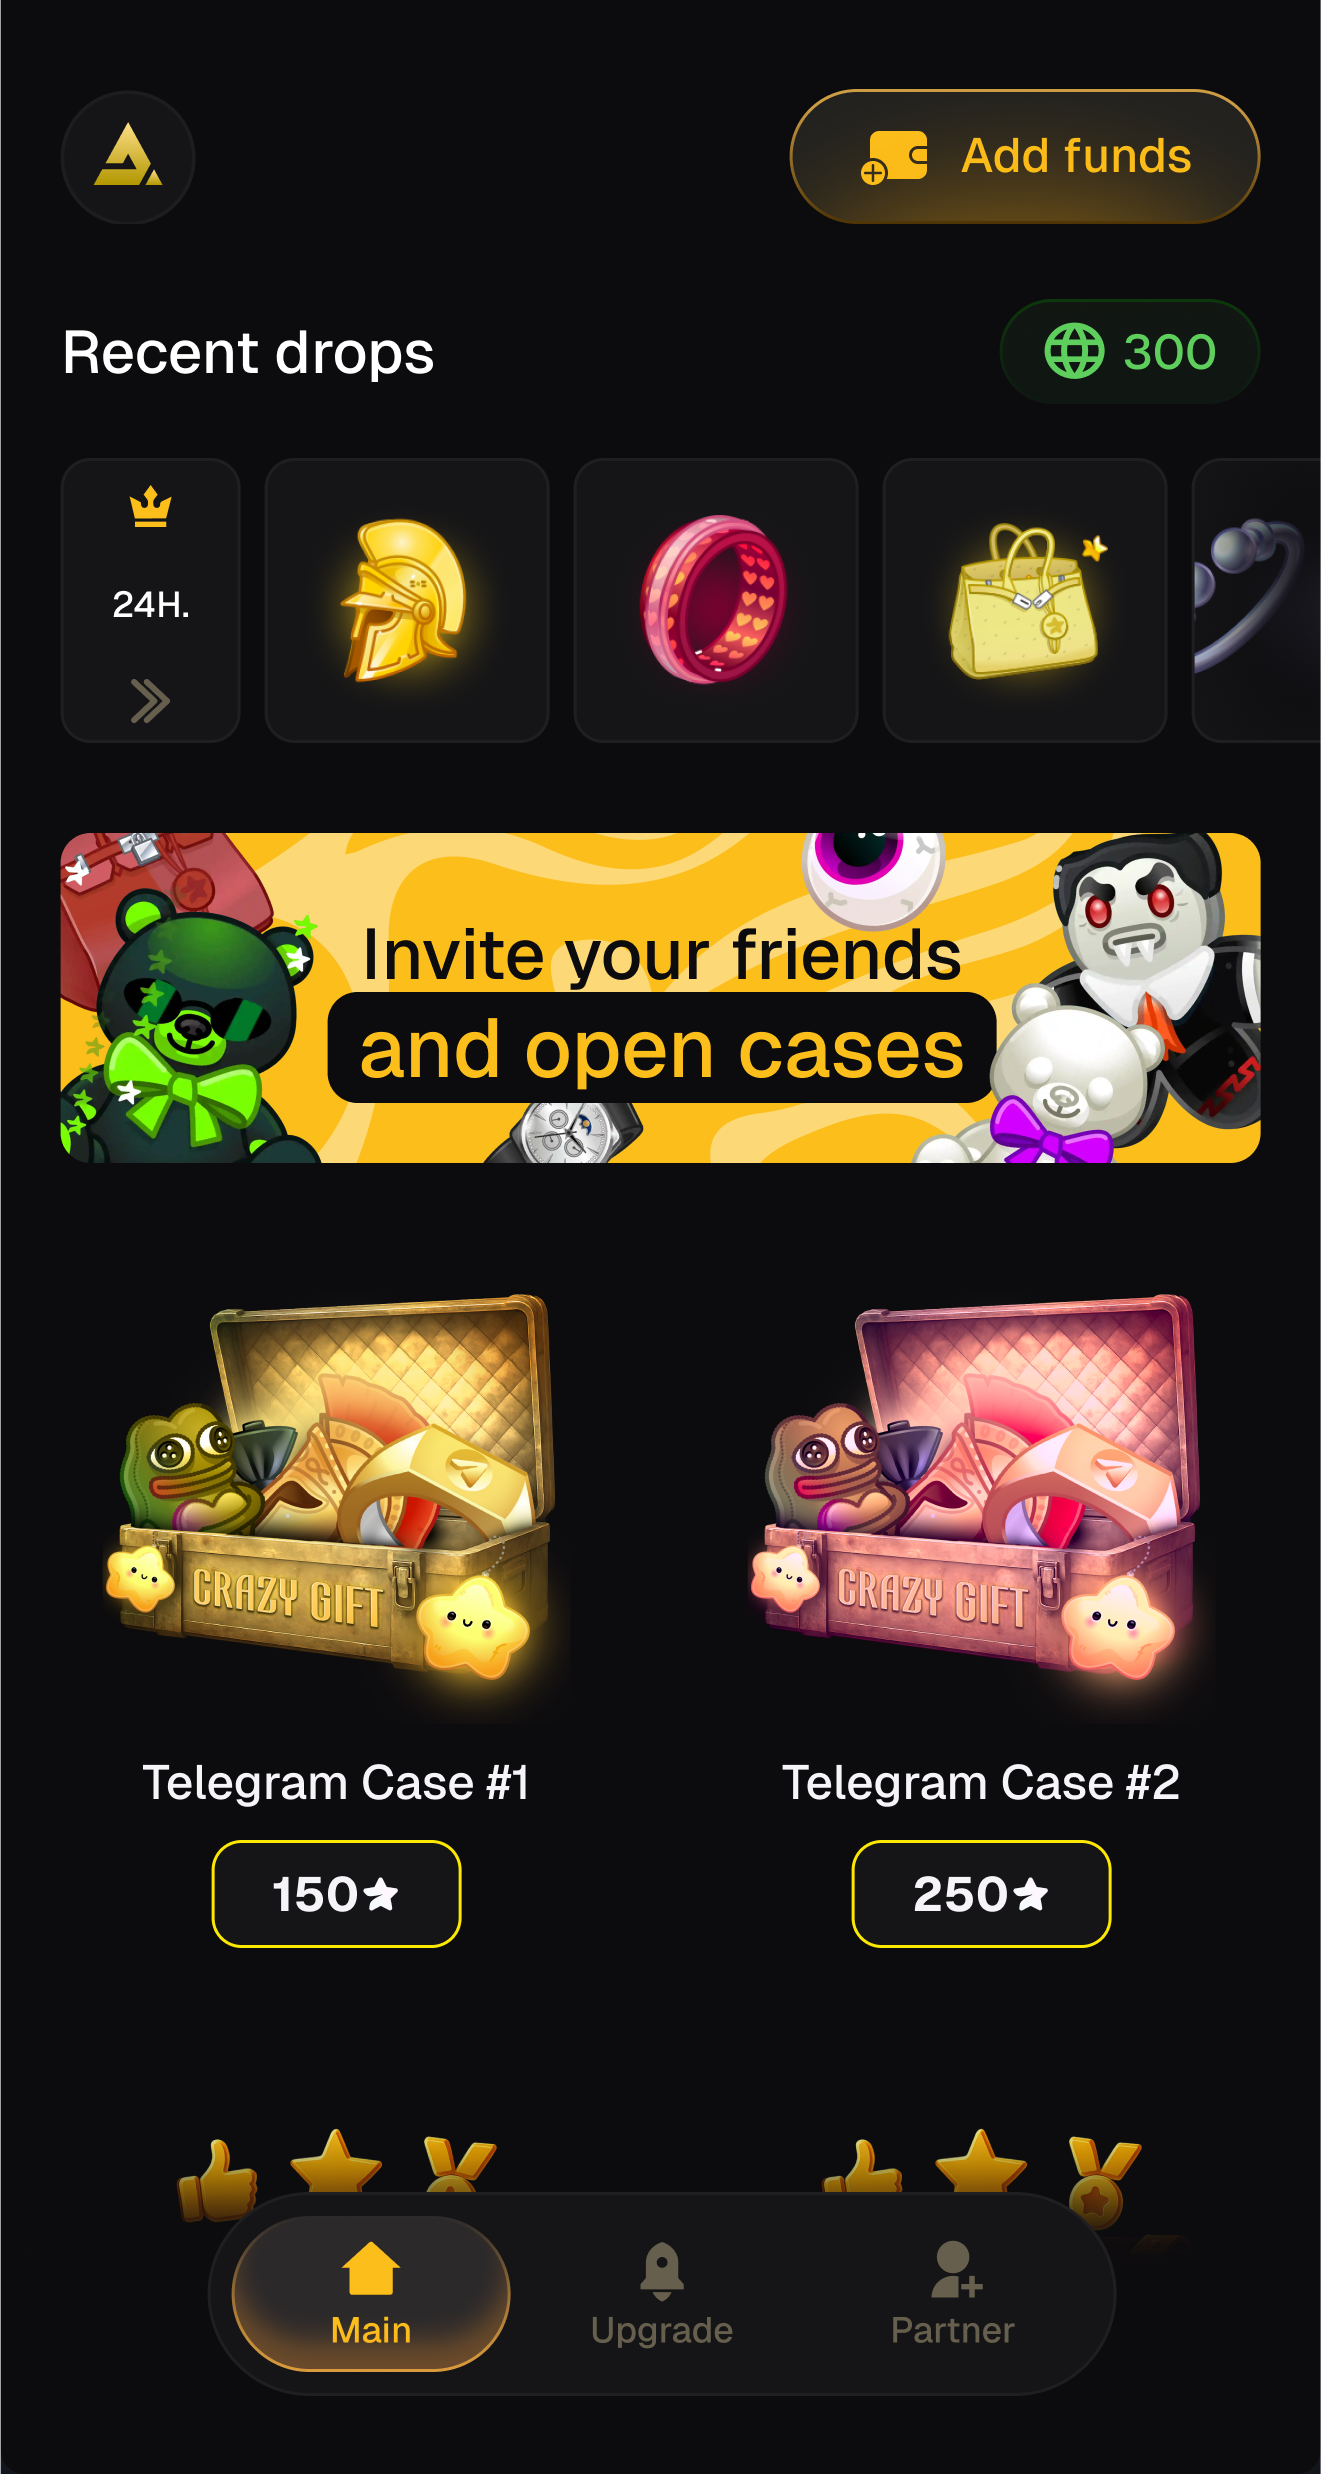 Add funds
Recent drops
300
24H.
Invite your friends
and open cases
CRAZY GIFT
CRAZY GIFT
Telegram Case #1
Telegram Case #2
150
250
Main
Upgrade
Partner